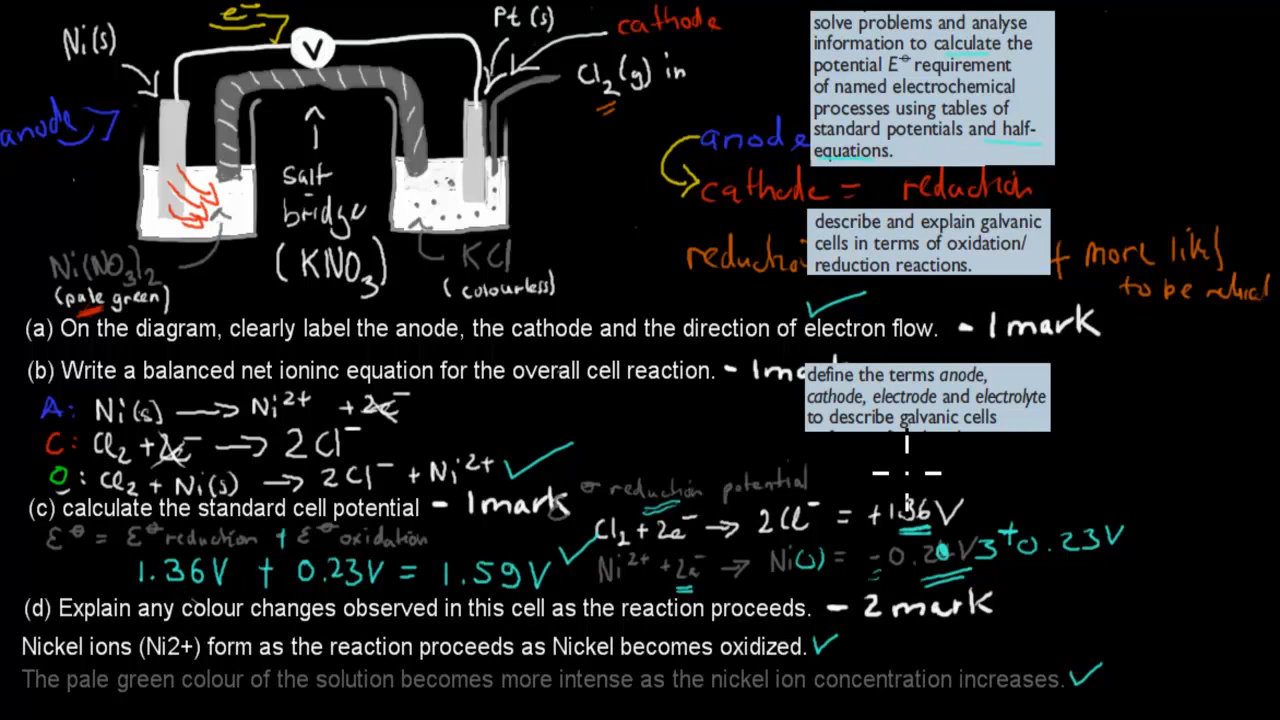 e⁻
Ni(s)
V
Pt (s)
cathode
Cl₂(g) in
anode
salt
bridge
(KNO₃)
Ni(NO₃)₂
(pale green)
KCl
(colourless)
solve problems and analyse
information to calculate the
potential E⦵ requirement
of named electrochemical
processes using tables of
standard potentials and half-
equations.
anode
cathode = reduction
describe and explain galvanic
cells in terms of oxidation/
reduction reactions.
reductio
more likely
to be
(a) On the diagram, clearly label the anode, the cathode and the direction of electron flow. - 1 mark
(b) Write a balanced net ioninc equation for the overall cell reaction. - 1ma
define the terms anode,
cathode, electrode and electrolyte
to describe galvanic cells
A: Ni(s) → Ni²⁺ + 2e⁻
C: Cl₂ + 2e⁻ → 2Cl⁻
O: Cl₂ + Ni(s) → 2Cl⁻ + Ni²⁺
(c) calculate the standard cell potential - 1mark
reduction potential
Cl₂ + 2e⁻ → 2Cl⁻ = +1.36 V
E⦵ = E⦵ reduction + E⦵ oxidation
Ni²⁺ + 2e⁻ → Ni(s) = -0.2 V 3 +0.23V
1.36V + 0.23V = 1.59V
(d) Explain any colour changes observed in this cell as the reaction proceeds. - 2 mark
Nickel ions (Ni2+) form as the reaction proceeds as Nickel becomes oxidized.
The pale green colour of the solution becomes more intense as the nickel ion concentration increases.